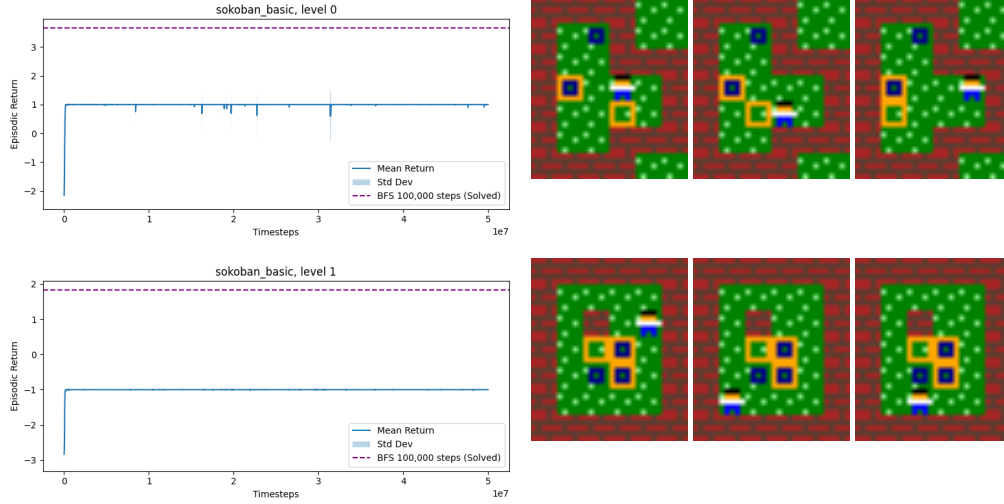 sokoban_basic, level 0
Episodic Return
3
2
1
0
−1
−2
Mean Return
Std Dev
BFS 100,000 steps (Solved)
0 1 2 3 4 5
Timesteps
1e7
sokoban_basic, level 1
Episodic Return
2
1
0
−1
−2
−3
Mean Return
Std Dev
BFS 100,000 steps (Solved)
0 1 2 3 4 5
Timesteps
1e7